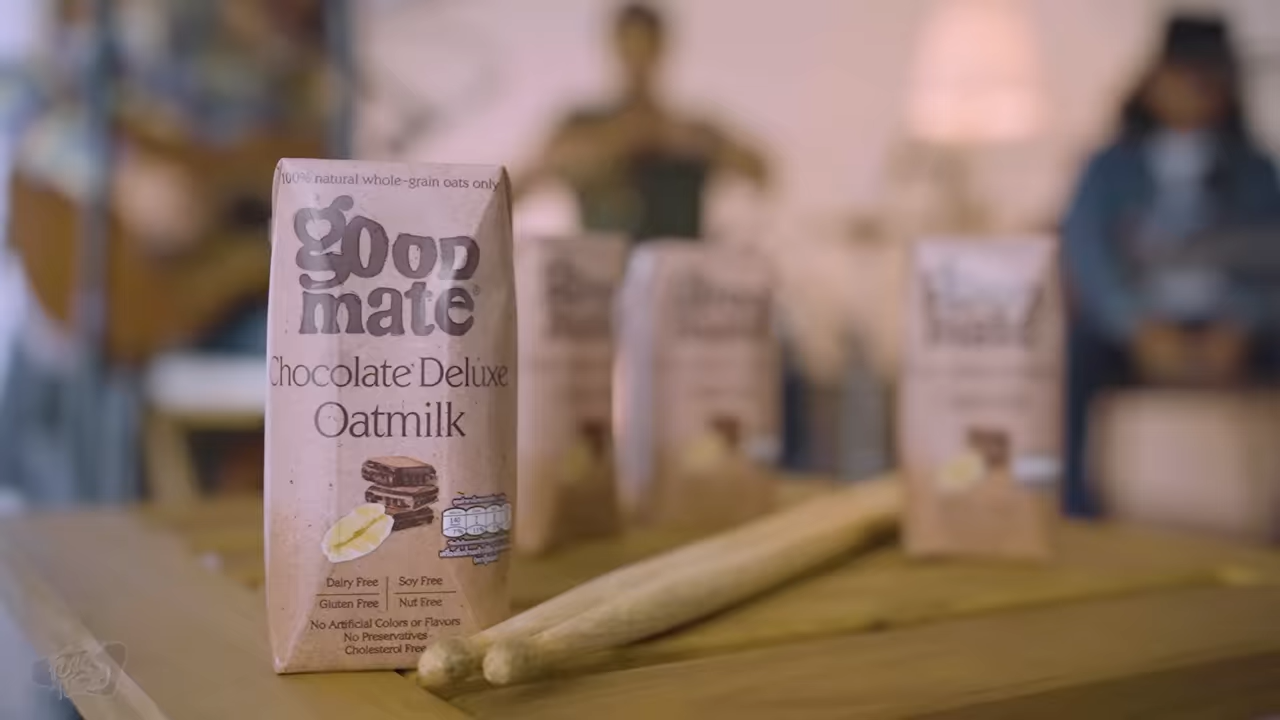 100% natural whole-grain oats only
good
mate
Chocolate Deluxe
Oatmilk
Dairy Free
Soy Free
Gluten Free
Nut Free
No Artificial Colors or Flavors
No Preservatives
Cholesterol Free